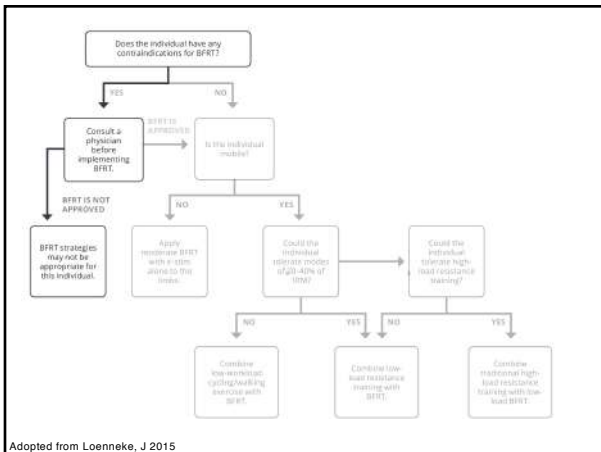 Does the individual have any
contraindications for BFRT?
YES
NO
Consult a
physician
before
implementing
BFRT.
BFRT IS
APPROVED
Is the individual
mobile?
BFRT IS NOT
APPROVED
NO
YES
BFRT strategies
may not be
appropriate for
this individual.
Apply
BFRT
with e-stim
alone to the
limbs.
Could the
individual
tolerate modes
of 20-40% of
1RM?
Could the
individual
tolerate high-
load resistance
training?
NO
YES
NO
YES
Combine
low-workload
cycling/walking
exercise with
BFRT.
Combine low-
load resistance
training with
BFRT.
Combine
traditional high-
load resistance
training with low-
load BFRT.
Adopted from Loenneke, J 2015